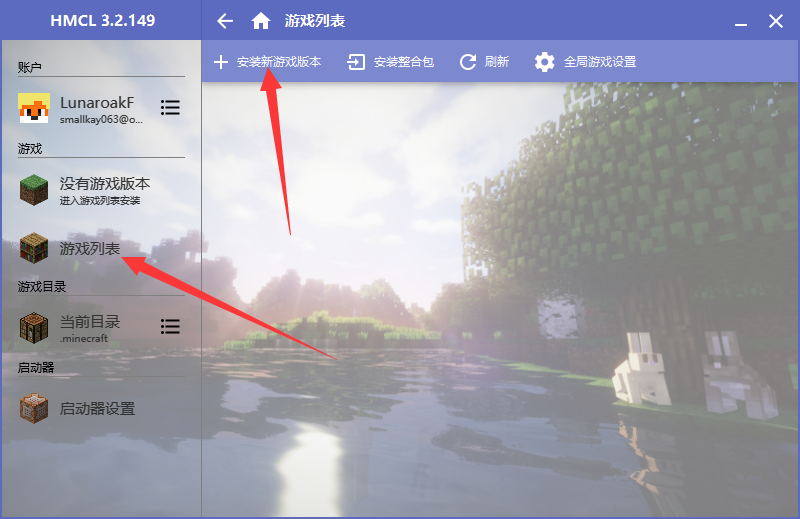 HMCL 3.2.149
游戏列表
安装新游戏版本
安装整合包
刷新
全局游戏设置
账户
LunaroakF
smallkay063@o...
游戏
没有游戏版本
进入游戏列表安装
游戏列表
游戏目录
当前目录
.minecraft
启动器
启动器设置